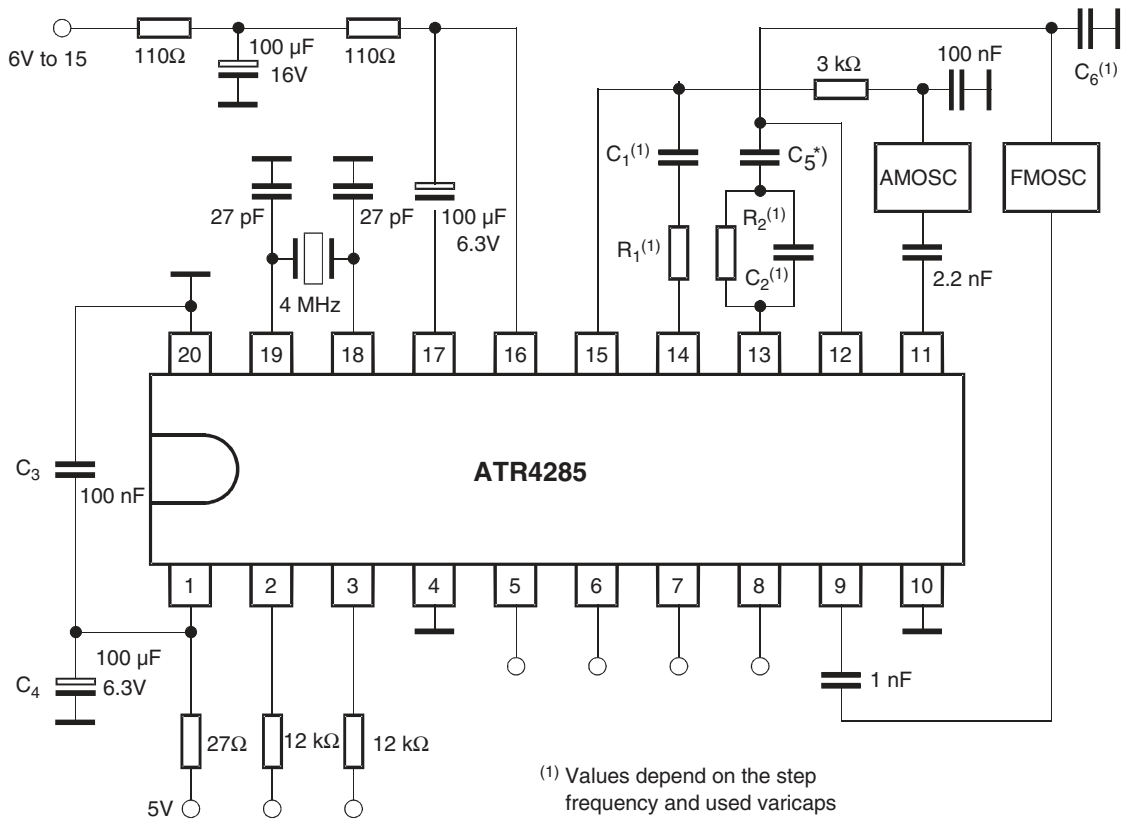 6V to 15
110Ω
100 µF
16V
110Ω
3 kΩ
100 nF
C6(1)
C1(1)
C5*)
AMOSC
FMOSC
27 pF
27 pF
100 µF
6.3V
R2(1)
R1(1)
C2(1)
2.2 nF
4 MHz
20
19
18
17
16
15
14
13
12
11
C3
100 nF
ATR4285
1
2
3
4
5
6
7
8
9
10
100 µF
6.3V
C4
1 nF
27Ω
12 kΩ
12 kΩ
5V
(1) Values depend on the step
frequency and used varicaps